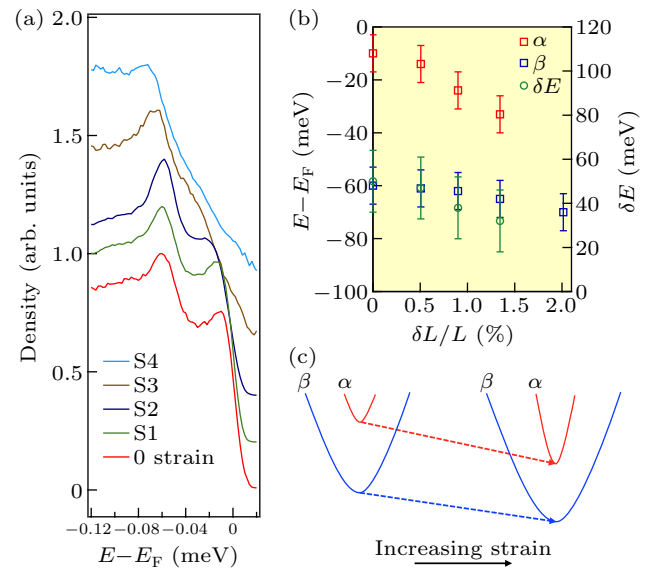 (a)
2.0
1.5
1.0
0.5
0
Density (arb. units)
S4
S3
S2
S1
0 strain
−0.12 −0.08 −0.04 0
E−E_F (meV)
(b)
0
−20
−40
−60
−80
−100
E−E_F (meV)
α
β
δE
120
100
80
60
40
20
0
δE (meV)
0 0.5 1.0 1.5 2.0
δL/L (%)
(c)
β α β α
Increasing strain